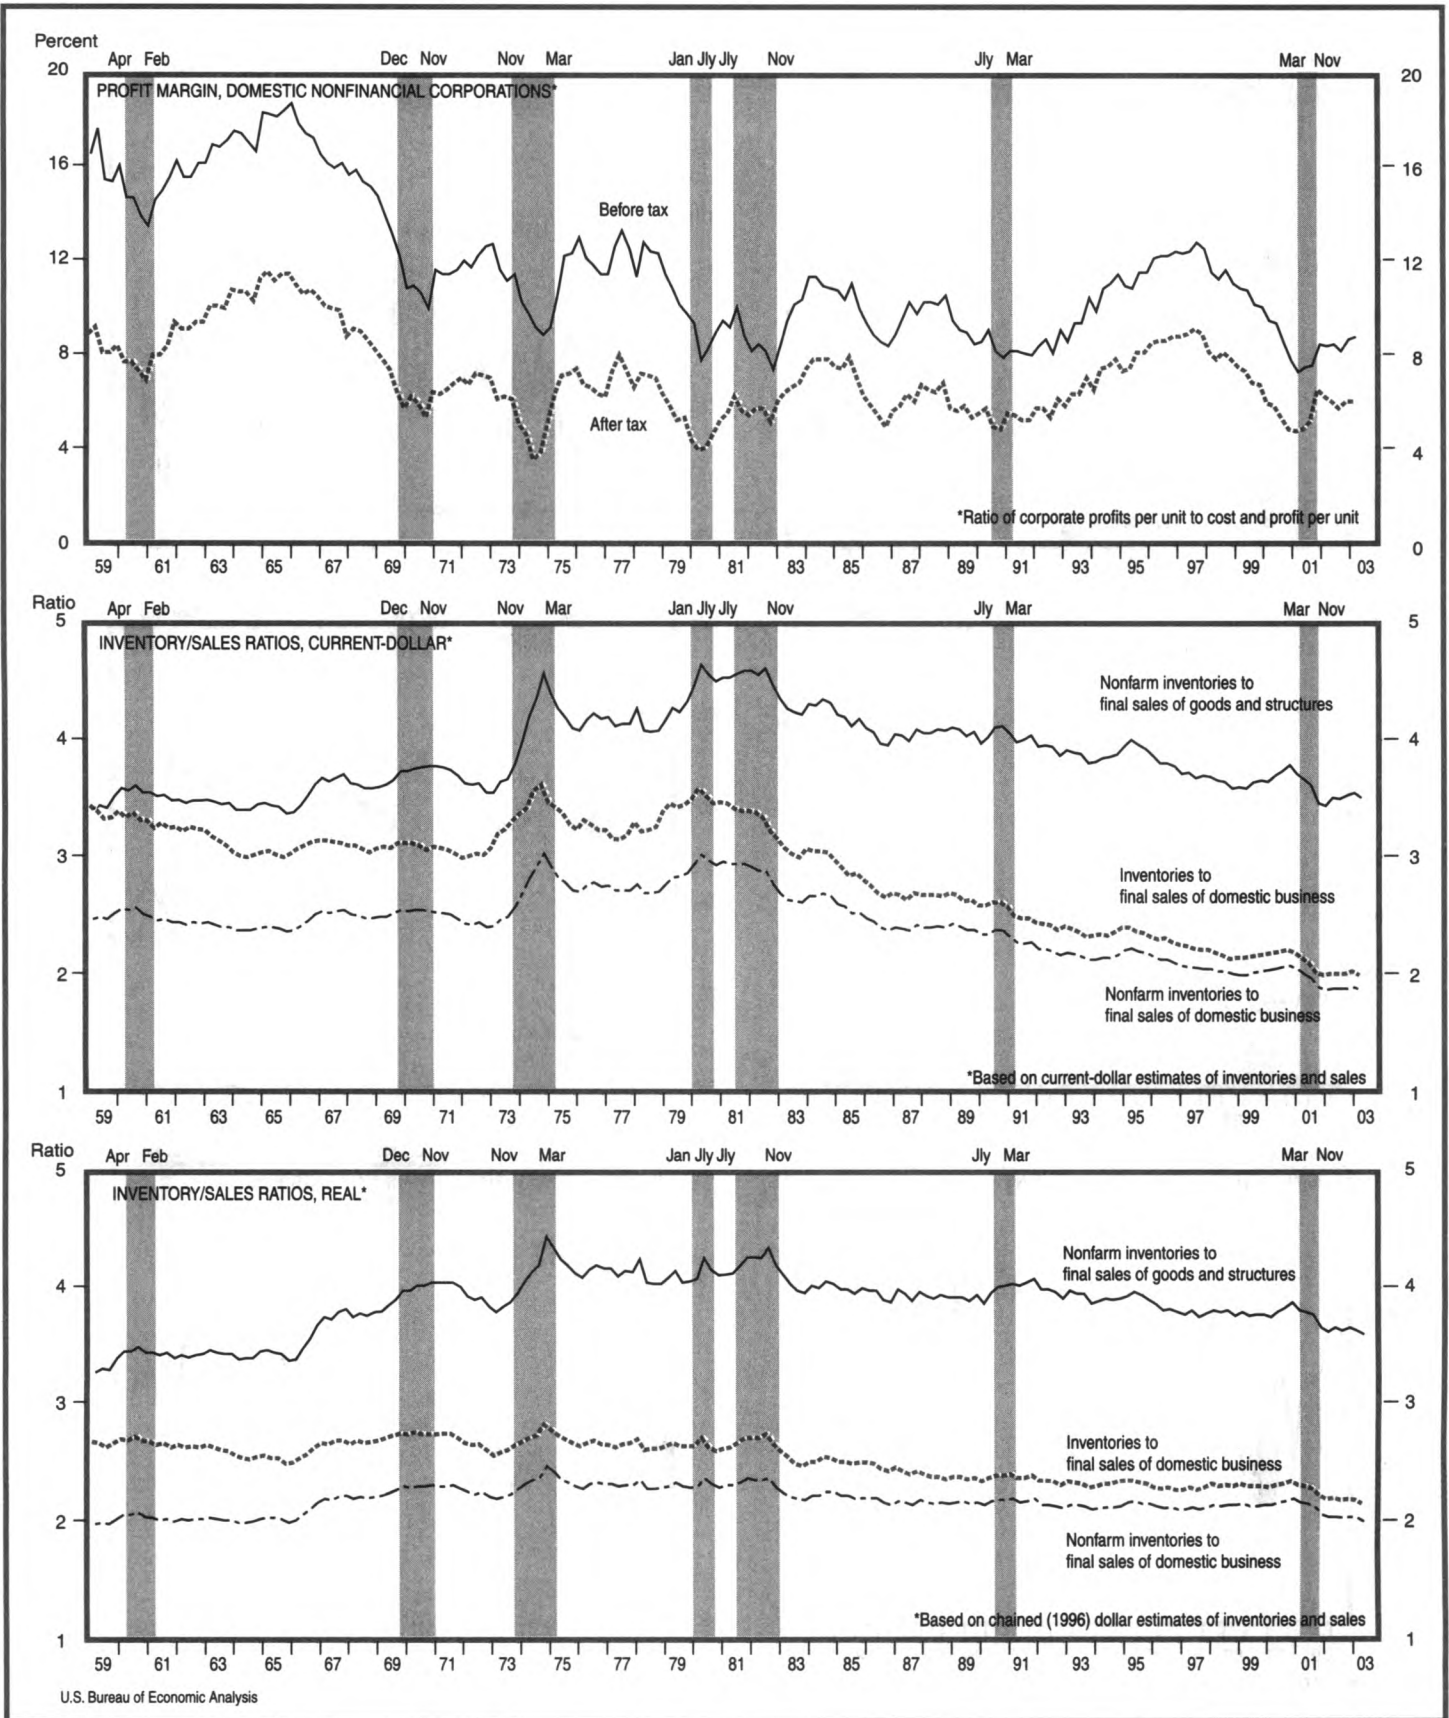 Percent
Apr Feb Dec Nov Nov Mar Jan Jly Jly Nov Jly Mar Mar Nov
20 20
PROFIT MARGIN, DOMESTIC NONFINANCIAL CORPORATIONS*
16 16
Before tax
12 12
8 8
After tax
4 4
*Ratio of corporate profits per unit to cost and profit per unit
0 0
59 61 63 65 67 69 71 73 75 77 79 81 83 85 87 89 91 93 95 97 99 01 03
Ratio
Apr Feb Dec Nov Nov Mar Jan Jly Jly Nov Jly Mar Mar Nov
5 5
INVENTORY/SALES RATIOS, CURRENT-DOLLAR*
Nonfarm inventories to
final sales of goods and structures
4 4
3 3
Inventories to
final sales of domestic business
2 2
Nonfarm inventories to
final sales of domestic business
*Based on current-dollar estimates of inventories and sales
1 1
59 61 63 65 67 69 71 73 75 77 79 81 83 85 87 89 91 93 95 97 99 01 03
Ratio
Apr Feb Dec Nov Nov Mar Jan Jly Jly Nov Jly Mar Mar Nov
5 5
INVENTORY/SALES RATIOS, REAL*
Nonfarm inventories to
final sales of goods and structures
4 4
3 3
Inventories to
final sales of domestic business
2 2
Nonfarm inventories to
final sales of domestic business
*Based on chained (1996) dollar estimates of inventories and sales
1 1
59 61 63 65 67 69 71 73 75 77 79 81 83 85 87 89 91 93 95 97 99 01 03
U.S. Bureau of Economic Analysis